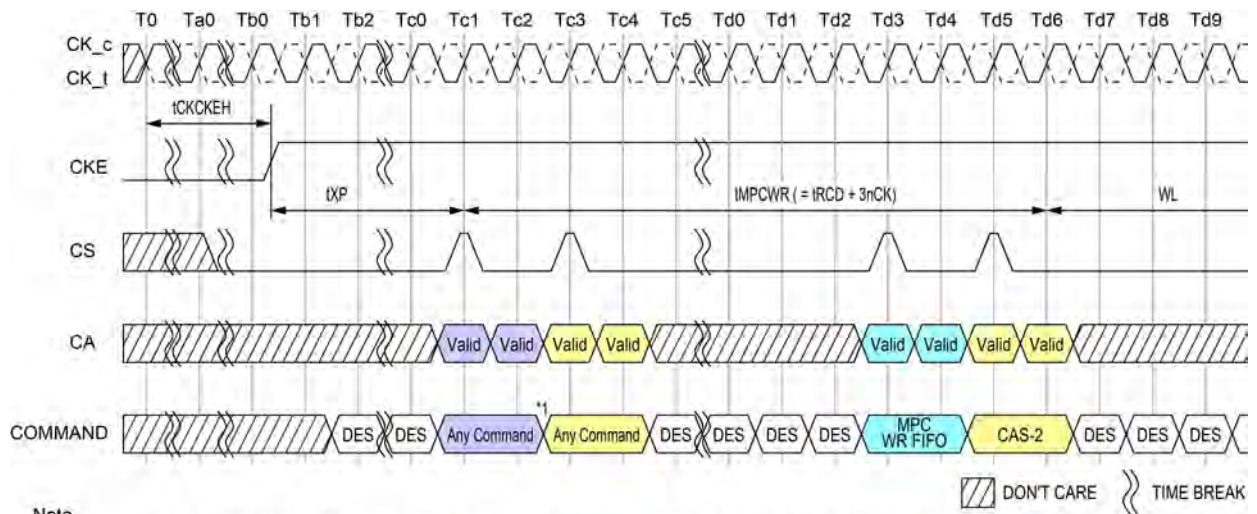 T0 Ta0 Tb0 Tb1 Tb2 Tc0 Tc1 Tc2 Tc3 Tc4 Tc5 Td0 Td1 Td2 Td3 Td4 Td5 Td6 Td7 Td8 Td9
CK_c
CK_t
tCKCKEH
CKE
tXP tMPCWR ( = tRCD + 3nCK) WL
CS
CA Valid Valid Valid Valid Valid Valid Valid Valid
*1
COMMAND DES DES Any Command Any Command DES DES DES DES MPC WR FIFO CAS-2 DES DES DES
DON'T CARE TIME BREAK
Note